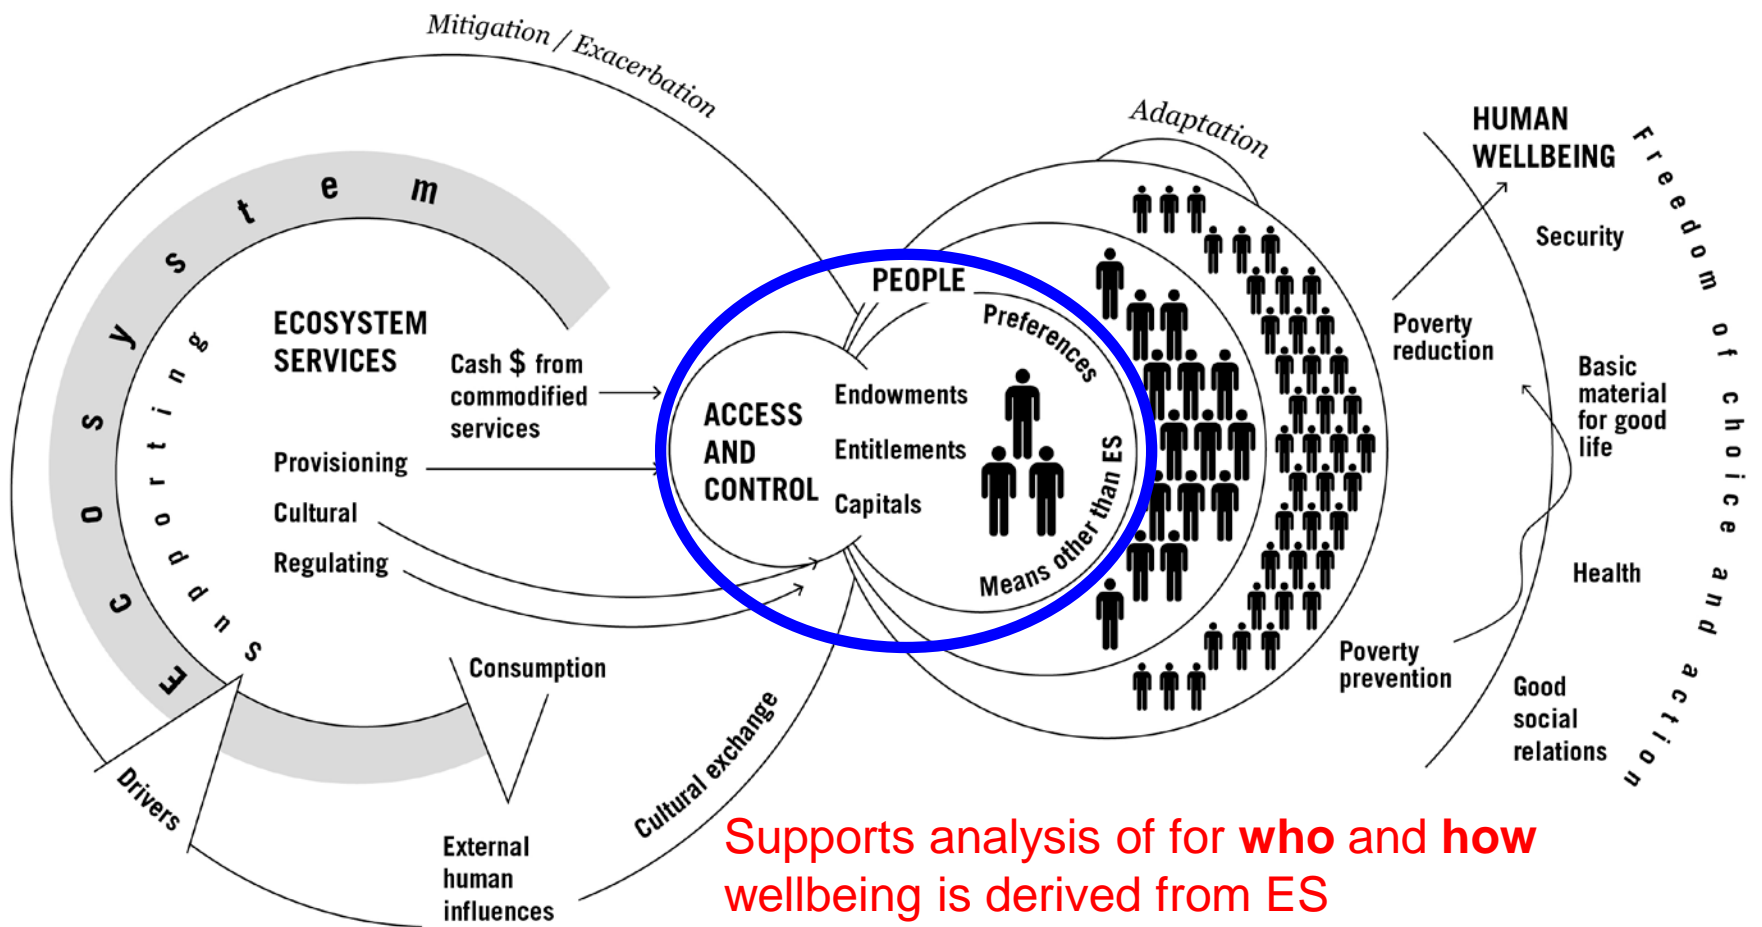 Mitigation / Exacerbation
Adaptation
HUMAN
WELLBEING
Freedom of choice and action
Ecosystem
Supporting
ECOSYSTEM
SERVICES
Cash $ from
commodified
services
Provisioning
Cultural
Regulating
PEOPLE
Preferences
ACCESS
AND
CONTROL
Endowments
Entitlements
Capitals
Means other than ES
Security
Poverty
reduction
Basic
material
for good
life
Health
Poverty
prevention
Good
social
relations
Consumption
Drivers
Cultural exchange
External
human
influences
Supports analysis of for who and how
wellbeing is derived from ES